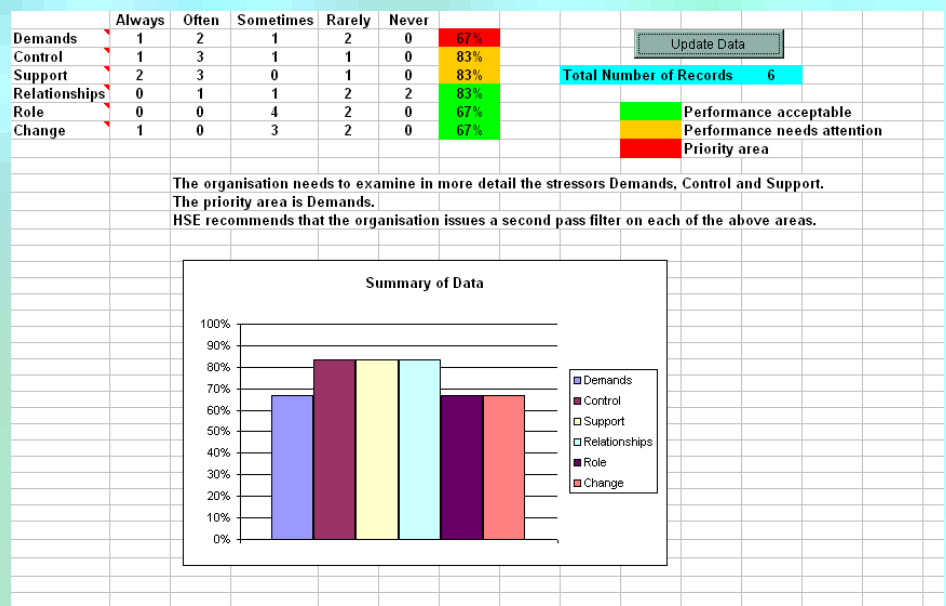 Always Often Sometimes Rarely Never
Demands 1 2 1 2 0 67%
Update Data
Control 1 3 1 1 0 83%
Support 2 3 0 1 0 83% Total Number of Records 6
Relationships 0 1 1 2 2 83%
Role 0 0 4 2 0 67% Performance acceptable
Change 1 0 3 2 0 67% Performance needs attention
Priority area
The organisation needs to examine in more detail the stressors Demands, Control and Support.
The priority area is Demands.
HSE recommends that the organisation issues a second pass filter on each of the above areas.
Summary of Data
100%
90%
80%
70%
60%
50%
40%
30%
20%
10%
0%
Demands
Control
Support
Relationships
Role
Change